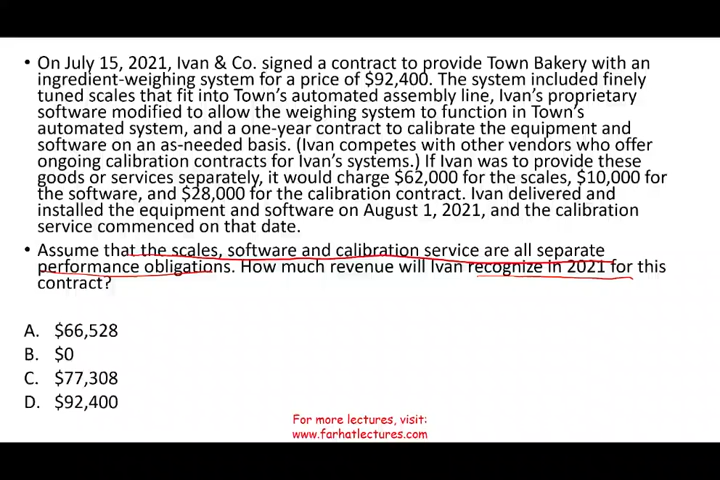 • On July 15, 2021, Ivan & Co. signed a contract to provide Town Bakery with an
ingredient-weighing system for a price of $92,400. The system included finely
tuned scales that fit into Town's automated assembly line, Ivan's proprietary
software modified to allow the weighing system to function in Town's
automated system, and a one-year contract to calibrate the equipment and
software on an as-needed basis. (Ivan competes with other vendors who offer
ongoing calibration contracts for Ivan's systems.) If Ivan was to provide these
goods or services separately, it would charge $62,000 for the scales, $10,000 for
the software, and $28,000 for the calibration contract. Ivan delivered and
installed the equipment and software on August 1, 2021, and the calibration
service commenced on that date.
• Assume that the scales, software and calibration service are all separate
performance obligations. How much revenue will Ivan recognize in 2021 for this
contract?
A. $66,528
B. $0
C. $77,308
D. $92,400
For more lectures, visit:
www.farhatlectures.com